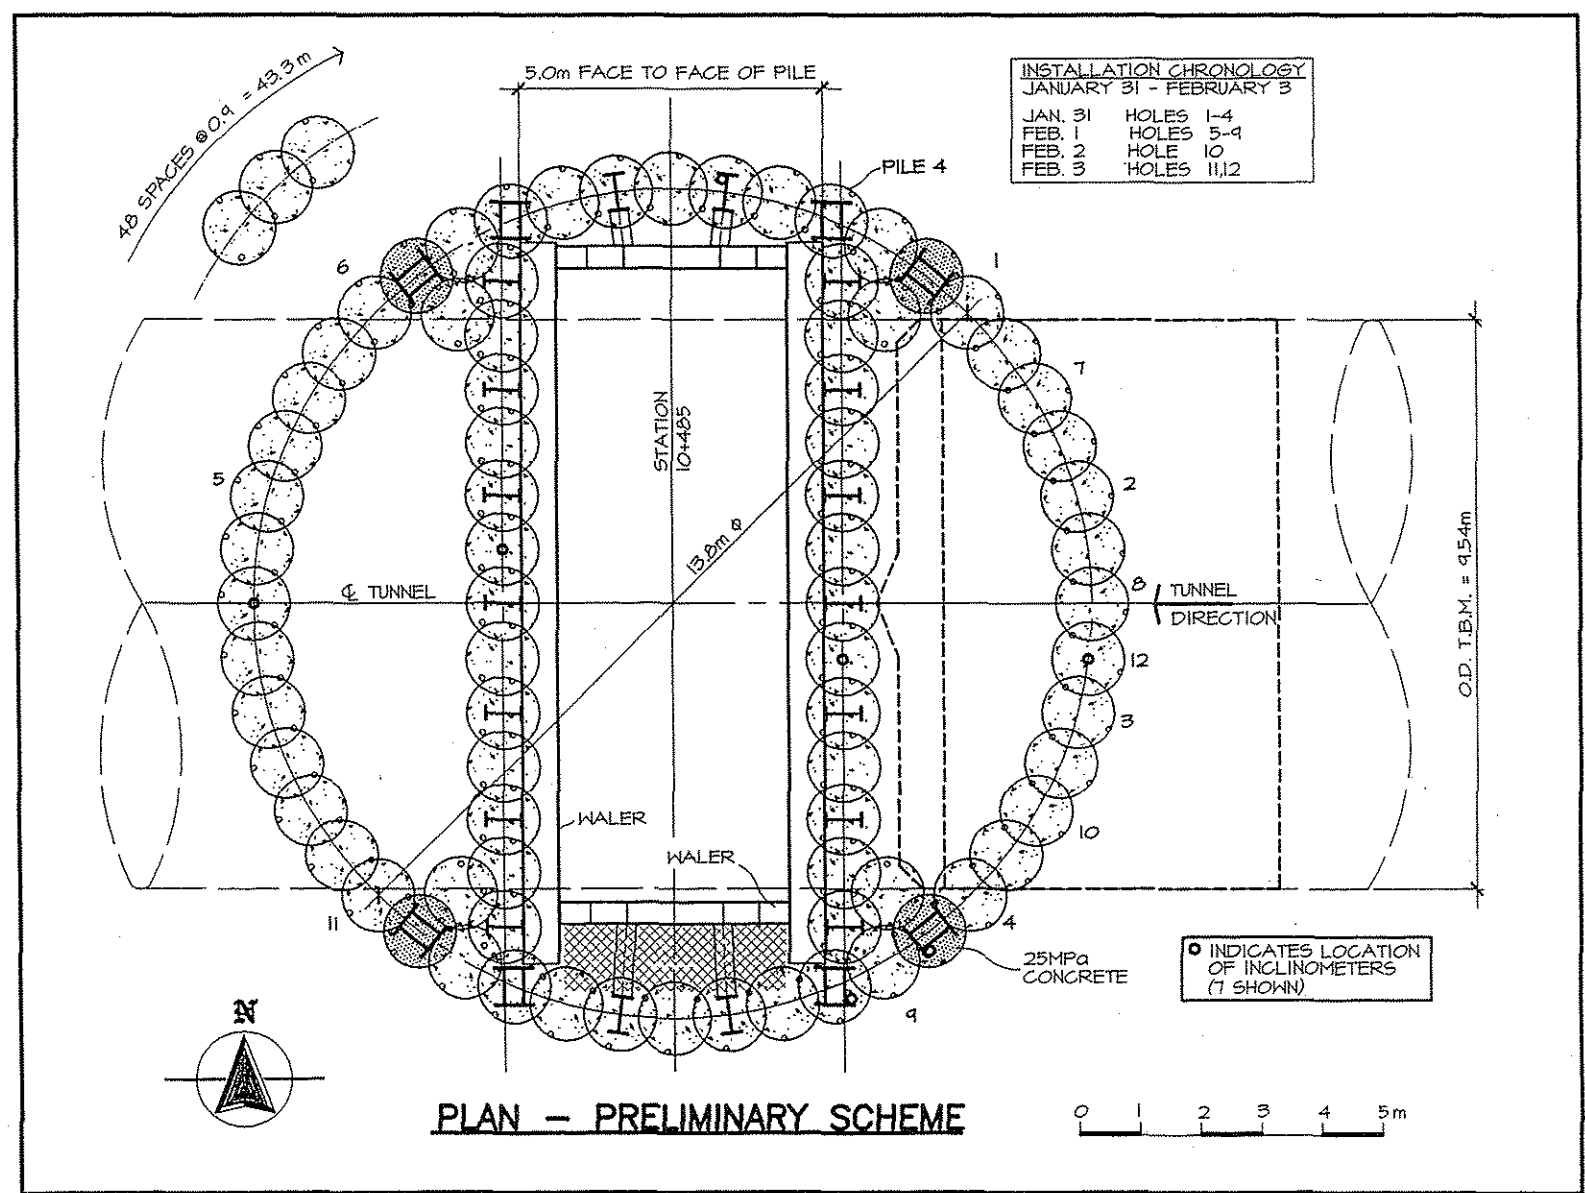 48 SPACES @ 0.9 = 43.3m
5.0m FACE TO FACE OF PILE
INSTALLATION CHRONOLOGY
JANUARY 31 - FEBRUARY 3
JAN. 31 HOLES 1-4
FEB. 1 HOLES 5-9
FEB. 2 HOLE 10
FEB. 3 HOLES 11,12
PILE 4
6
1
7
STATION
10+485
5
2
13.8m ø
O.D. T.B.M. = 9.54m
℄ TUNNEL
8
TUNNEL
DIRECTION
12
3
WALER
10
WALER
11
4
25MPa
CONCRETE
INDICATES LOCATION
OF INCLINOMETERS
(7 SHOWN)
9
N
PLAN – PRELIMINARY SCHEME
0 1 2 3 4 5m